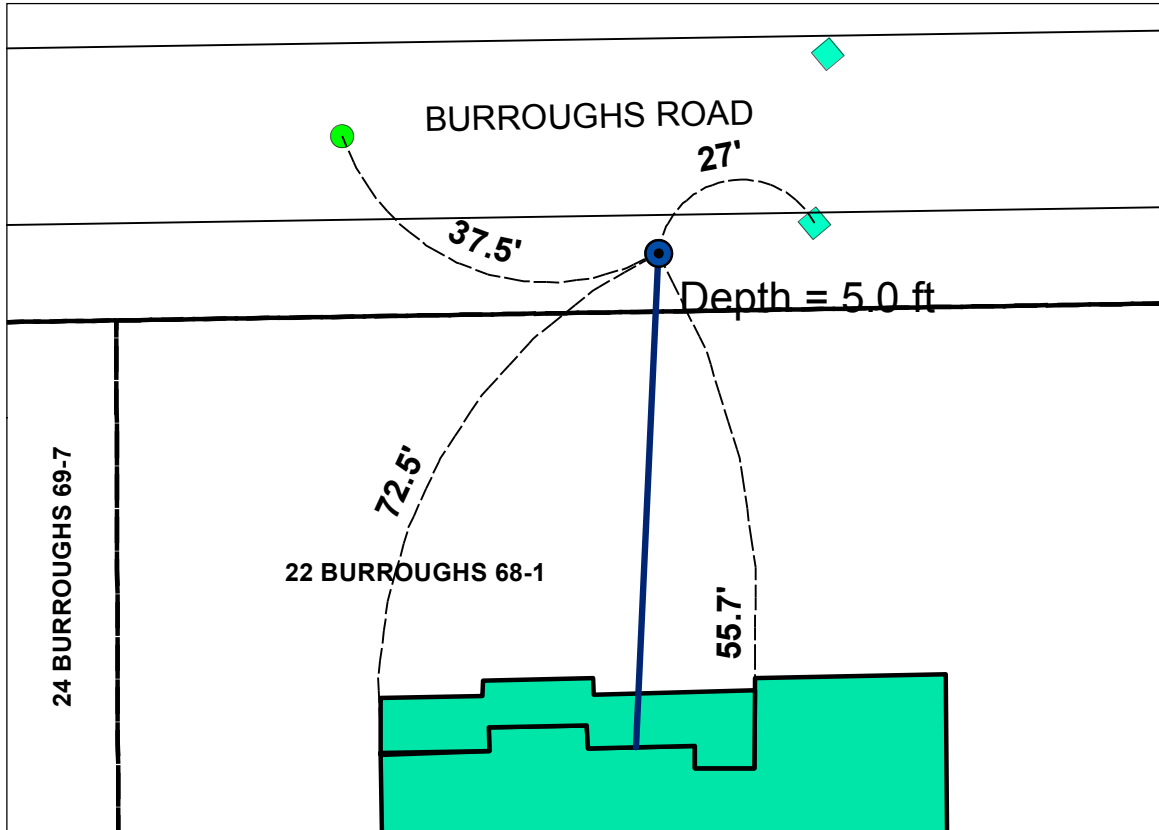 BURROUGHS ROAD
27'
37.5'
Depth = 5.0 ft
72.5'
24 BURROUGHS 69-7
22 BURROUGHS 68-1
55.7'